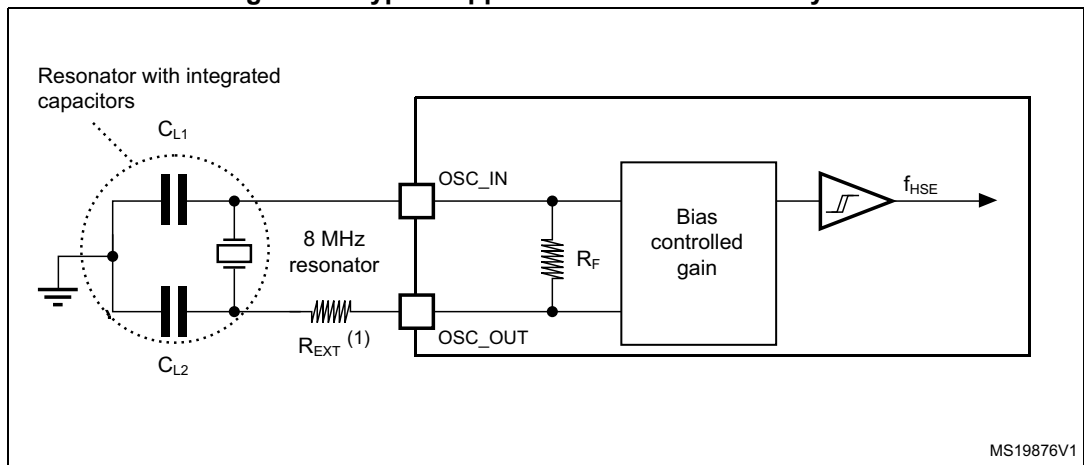 Resonator with integrated
capacitors
CL1
OSC_IN
fHSE
8 MHz
resonator
RF
Bias
controlled
gain
REXT (1)
OSC_OUT
CL2
MS19876V1